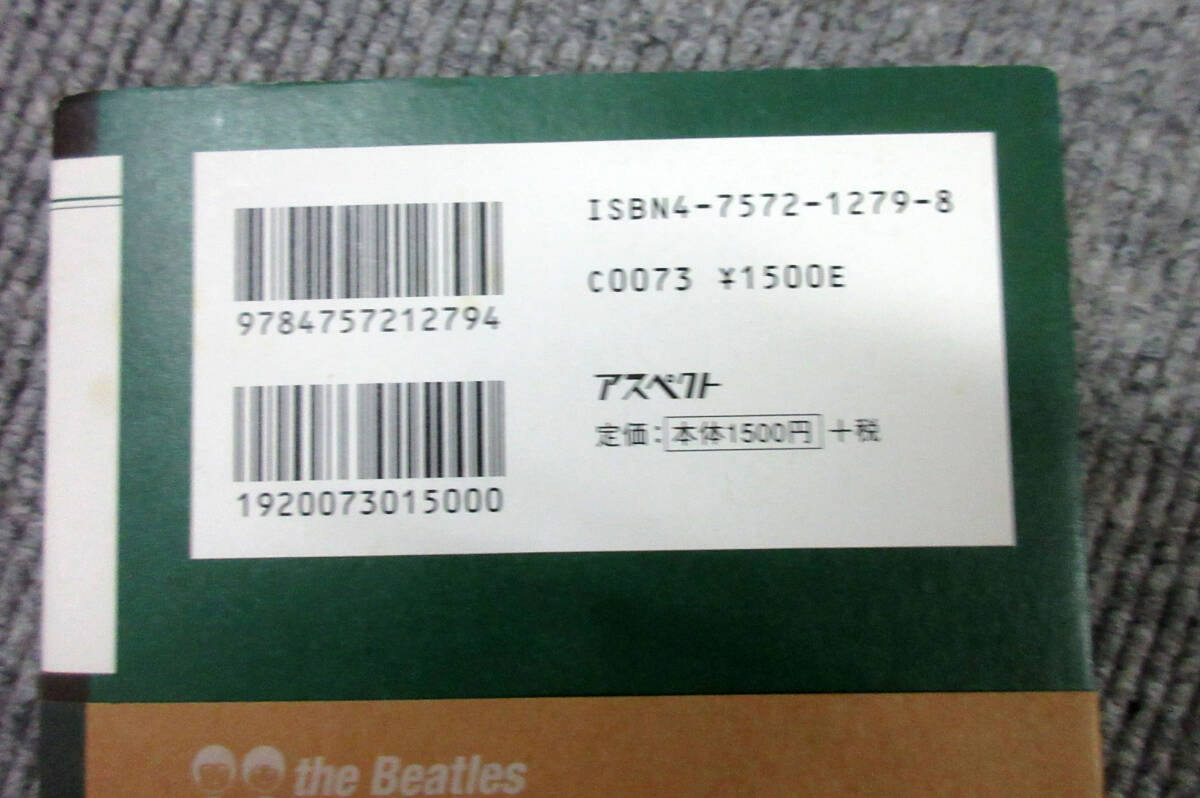 9784757212794
1920073015000
ISBN4-7572-1279-8
C0073 ¥1500E
アスペクト
定価：本体1500円＋税
the Beatles